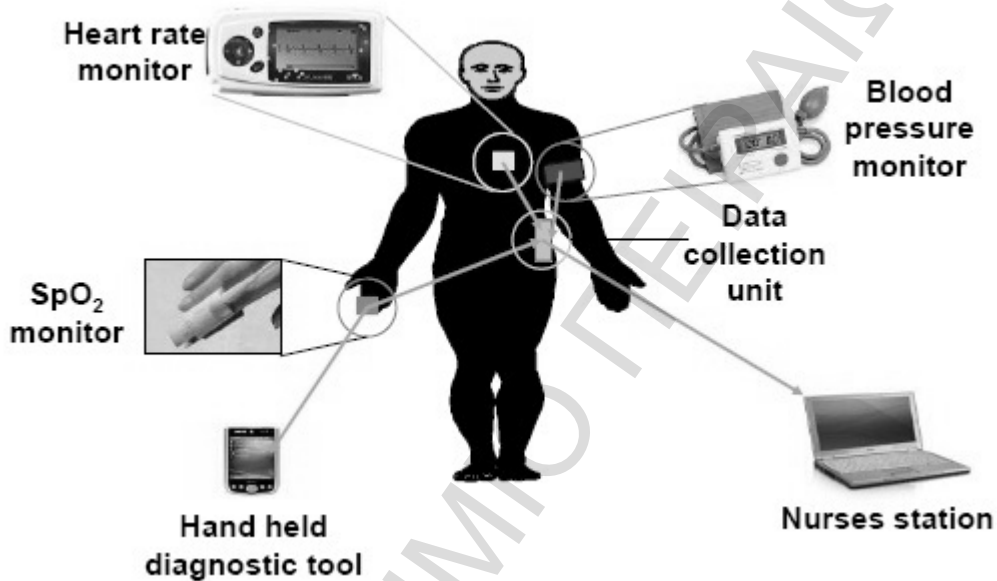 Heart rate
monitor
Blood
pressure
monitor
Data
collection
unit
SpO₂
monitor
Hand held
diagnostic tool
Nurses station